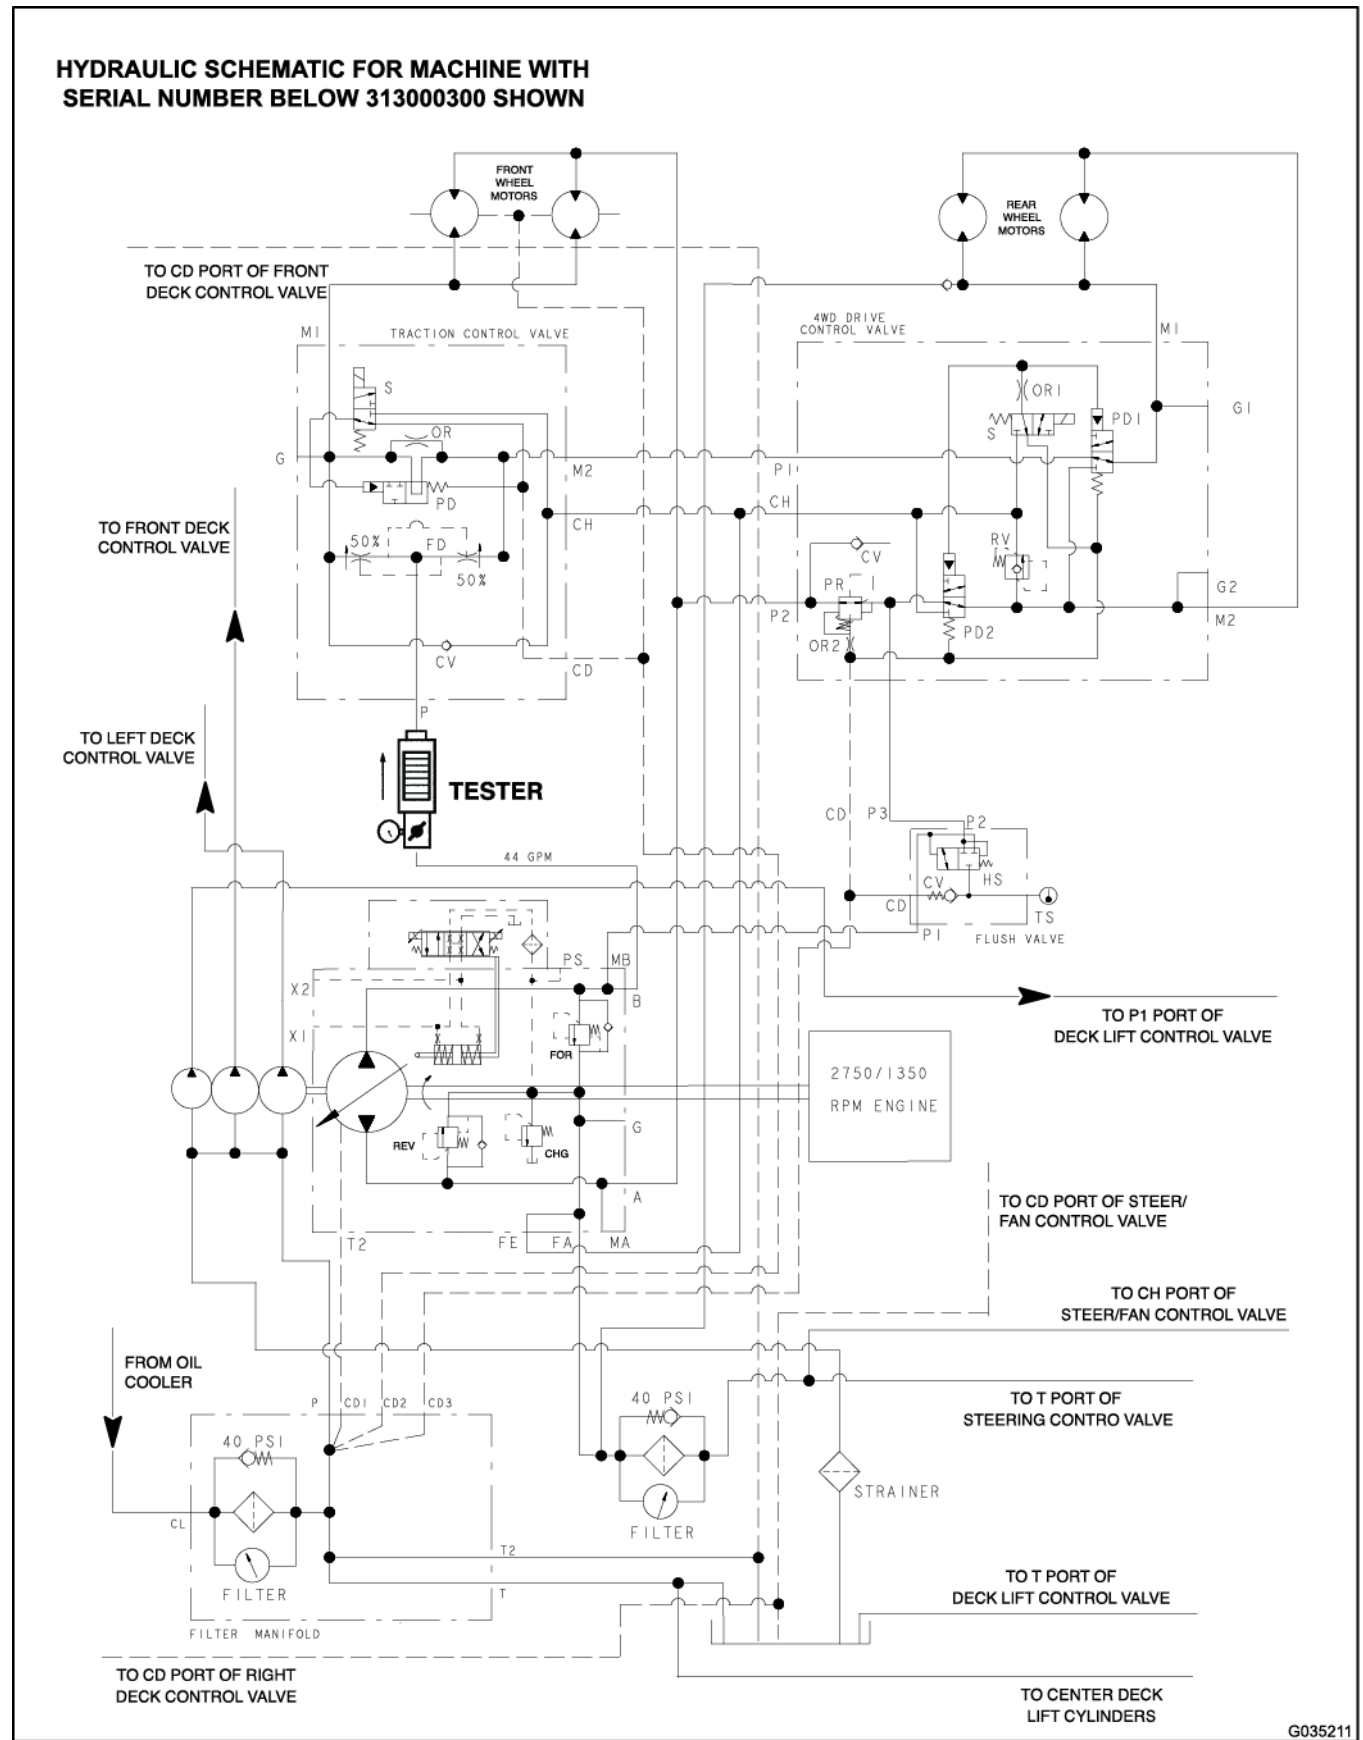 HYDRAULIC SCHEMATIC FOR MACHINE WITH
SERIAL NUMBER BELOW 313000300 SHOWN
FRONT
WHEEL
MOTORS
REAR
WHEEL
MOTORS
TO CD PORT OF FRONT
DECK CONTROL VALVE
M1
TRACTION CONTROL VALVE
4WD DRIVE
CONTROL VALVE
M1
S
OR
G
M2
PD
CH
50%
FD
50%
CV
CD
P
OR1
S
PD1
G1
P1
CH
RV
CV
PR
P2
G2
M2
PD2
OR2
TO FRONT DECK
CONTROL VALVE
TO LEFT DECK
CONTROL VALVE
TESTER
44 GPM
CD
P3
P2
CV
HS
CD
TS
P1
FLUSH VALVE
PS
MB
X2
B
X1
FOR
TO P1 PORT OF
DECK LIFT CONTROL VALVE
2750/1350
RPM ENGINE
G
REV
CHG
A
T2
FE
FA
MA
TO CD PORT OF STEER/
FAN CONTROL VALVE
TO CH PORT OF
STEER/FAN CONTROL VALVE
FROM OIL
COOLER
P
CD1
CD2
CD3
40 PSI
TO T PORT OF
STEERING CONTRO VALVE
40 PSI
STRAINER
CL
FILTER
FILTER
T2
T
TO T PORT OF
DECK LIFT CONTROL VALVE
FILTER MANIFOLD
TO CD PORT OF RIGHT
DECK CONTROL VALVE
TO CENTER DECK
LIFT CYLINDERS
G035211